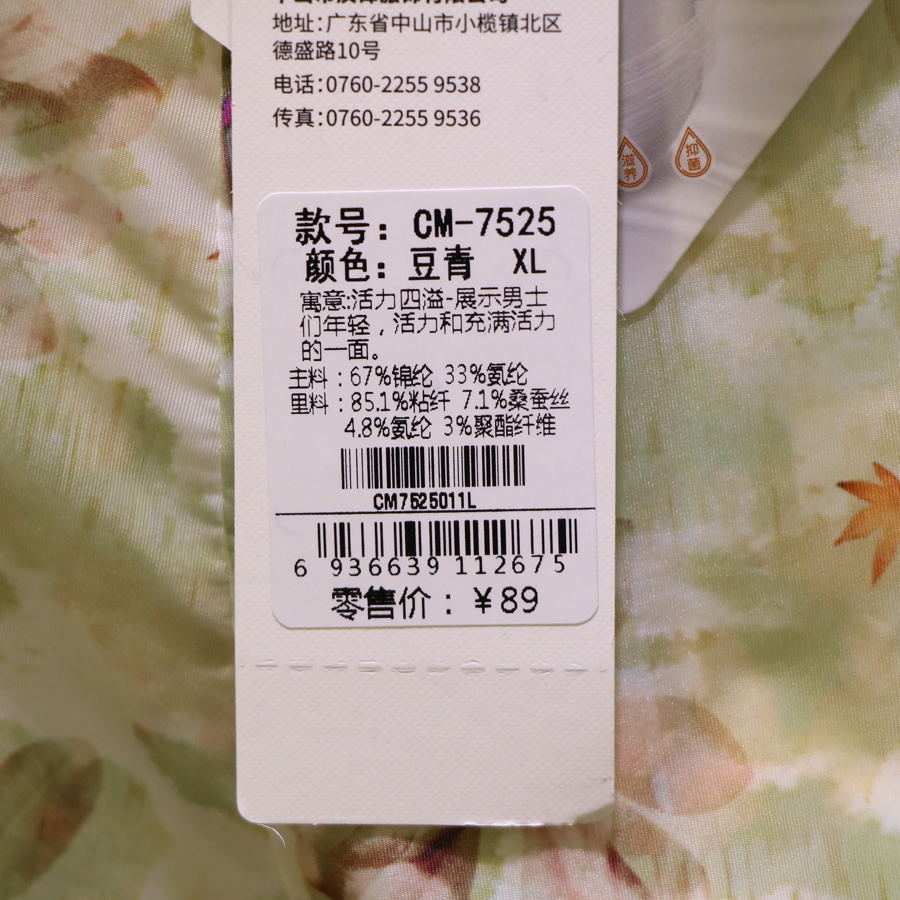 地址：广东省中山市小榄镇北区
德盛路10号
电话：0760-2255 9538
传真：0760-2255 9536
滋养
抑菌
款号：CM-7525
颜色：豆青 XL
寓意:活力四溢-展示男士
们年轻，活力和充满活力
的一面。
主料：67%锦纶 33%氨纶
里料：85.1%粘纤 7.1%桑蚕丝
4.8%氨纶 3%聚酯纤维
CM7525011L
6 936639 112675
零售价：￥89